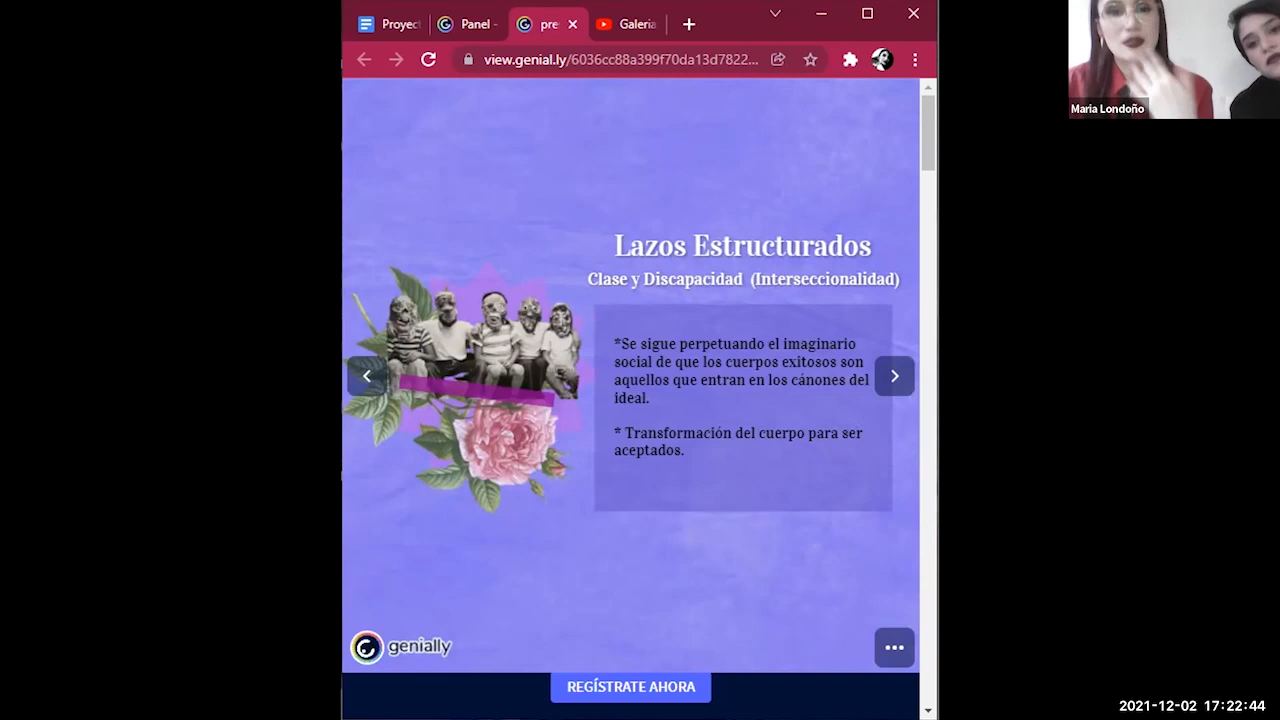 Proyect
Panel -
pre
Galeria
view.genial.ly/6036cc88a399f70da13d7822...
Maria Londoño
Lazos Estructurados
Clase y Discapacidad (Interseccionalidad)
*Se sigue perpetuando el imaginario
social de que los cuerpos exitosos son
aquellos que entran en los cánones del
ideal.
* Transformación del cuerpo para ser
aceptados.
genially
REGÍSTRATE AHORA
2021-12-02 17:22:44